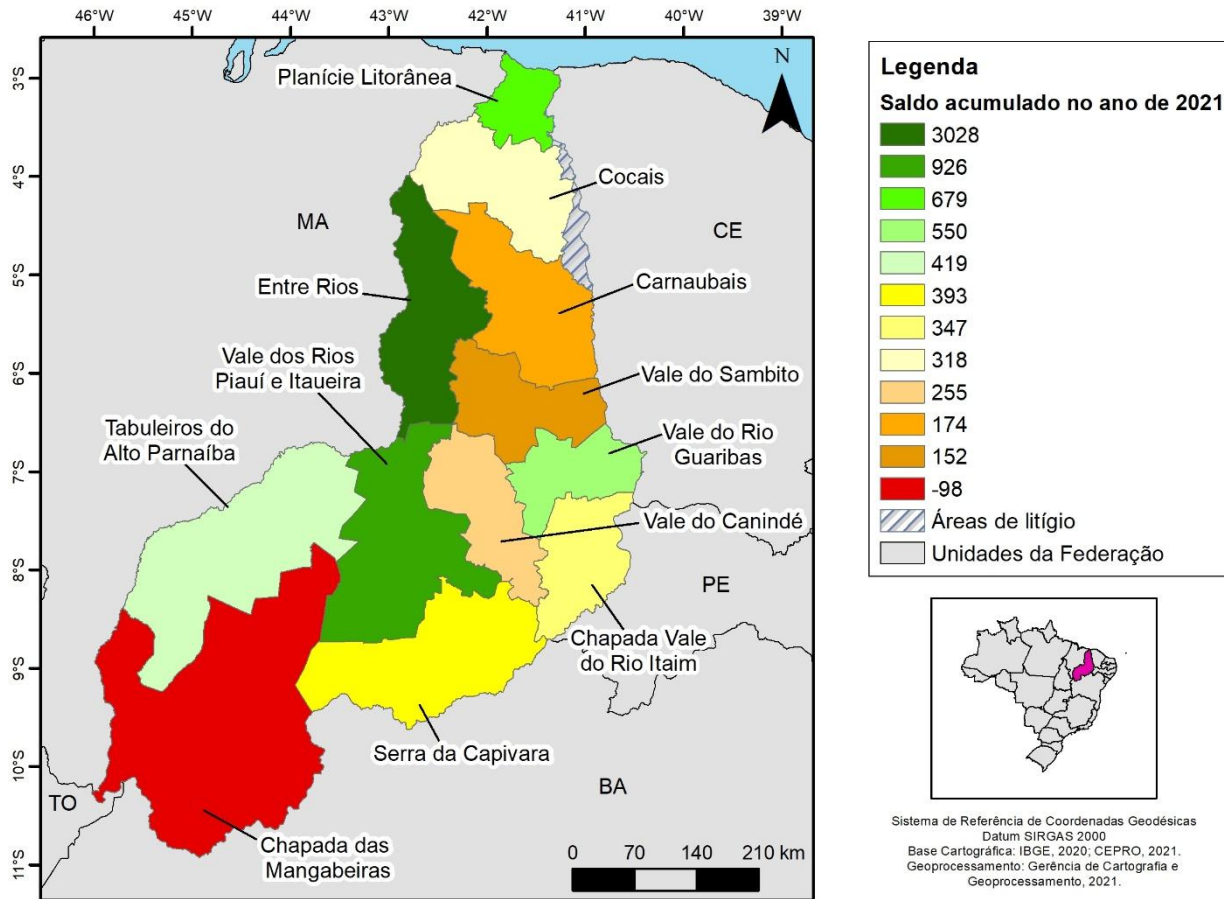 46°W 45°W 44°W 43°W 42°W 41°W 40°W 39°W
3°S
4°S
5°S
6°S
7°S
8°S
9°S
10°S
11°S
N
Planície Litorânea
Cocais
MA
CE
Entre Rios
Carnaubais
Vale dos Rios
Piauí e Itaueira
Vale do Sambito
Tabuleiros do
Alto Parnaíba
Vale do Rio
Guaribas
Vale do Canindé
PE
Chapada Vale
do Rio Itaim
Serra da Capivara
BA
TO
Chapada das
Mangabeiras
0 70 140 210 km
Legenda
Saldo acumulado no ano de 2021
3028
926
679
550
419
393
347
318
255
174
152
-98
Áreas de litígio
Unidades da Federação
Sistema de Referência de Coordenadas Geodésicas
Datum SIRGAS 2000
Base Cartográfica: IBGE, 2020; CEPRO, 2021.
Geoprocessamento: Gerência de Cartografia e
Geoprocessamento, 2021.